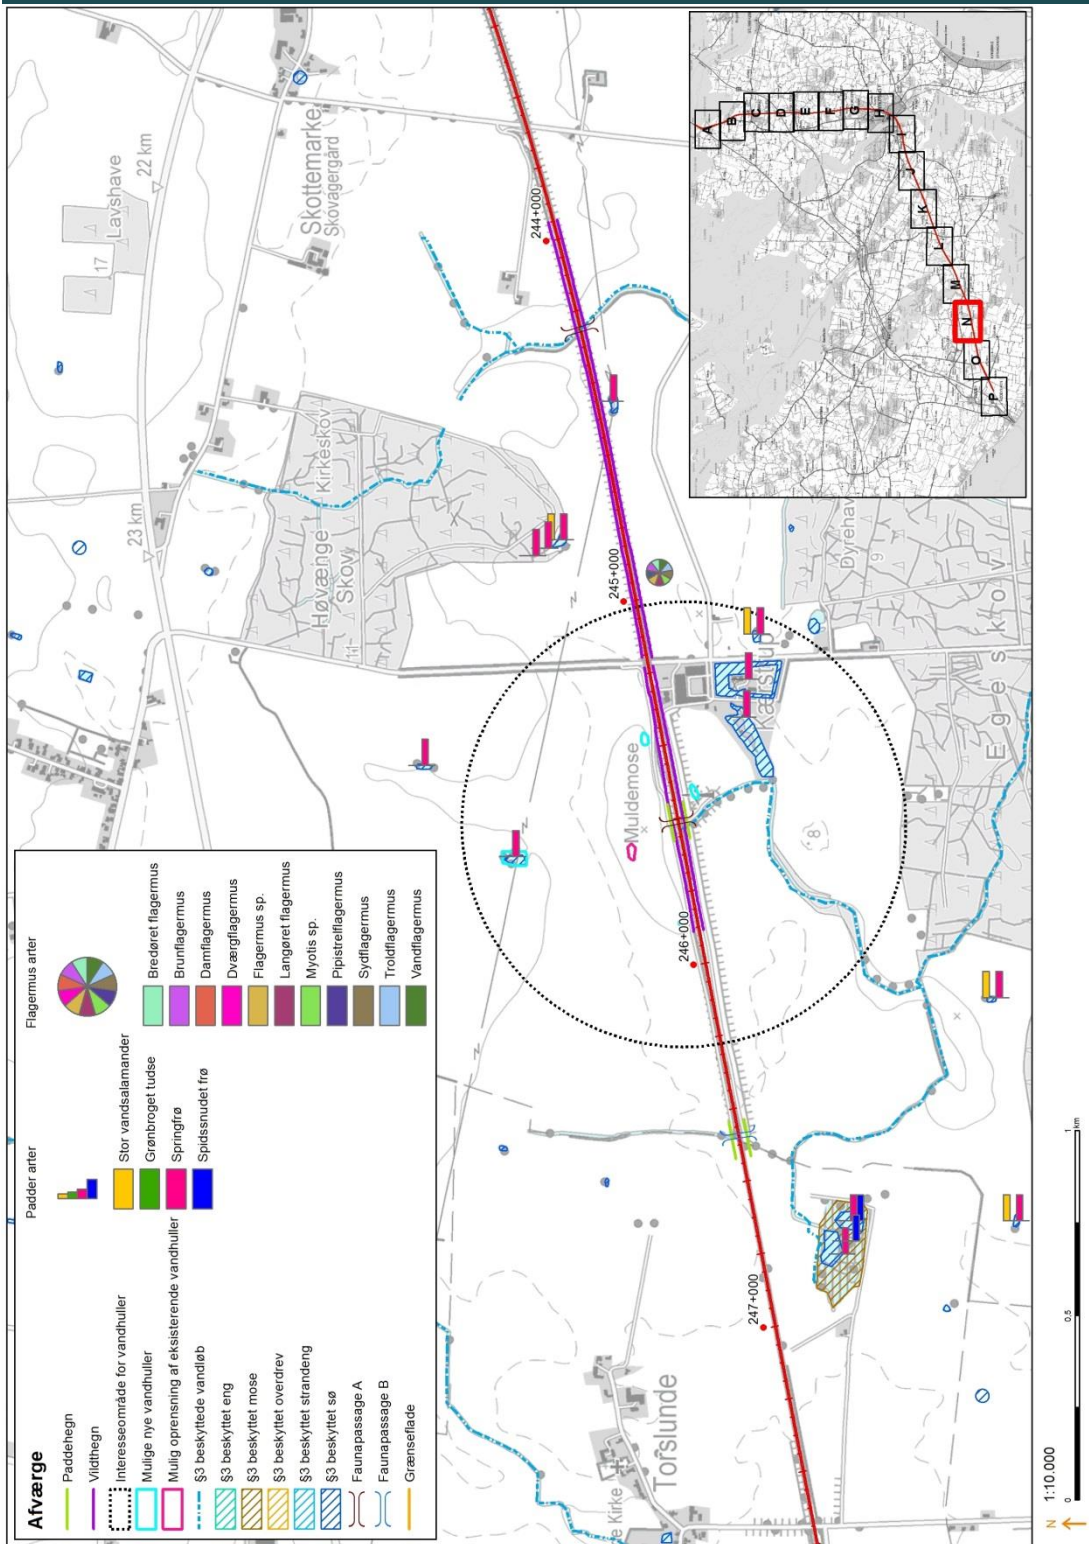 Afværge
Paddehegn
Vildthegn
Interesseområde for vandhuller
Mulige nye vandhuller
Mulig oprensning af eksisterende vandhuller
§3 beskyttede vandløb
§3 beskyttet eng
§3 beskyttet mose
§3 beskyttet overdrev
§3 beskyttet strandeng
§3 beskyttet sø
Faunapassage A
Faunapassage B
Grænseflade
Padder arter
Stor vandsalamander
Grønbroget tudse
Springfrø
Spidssnudet frø
Flagermus arter
Bredøret flagermus
Brunflagermus
Damflagermus
Dværgflagermus
Flagermus sp.
Langøret flagermus
Myotis sp.
Pipistrelflagermus
Sydflagermus
Troldflagermus
Vandflagermus
Lavshave
17
22 km
23 km
Skottemarke
Skovagergård
Høvænge Kirkeskov
Skov
11
244+000
245+000
246+000
247+000
Muldemose
8
Dyrehav
9
Egeskov
e Kirke
Torslunde
A
B
C
D
E
F
G
H
I
J
K
L
M
N
O
P
N
1:10.000
0
0,5
1
km